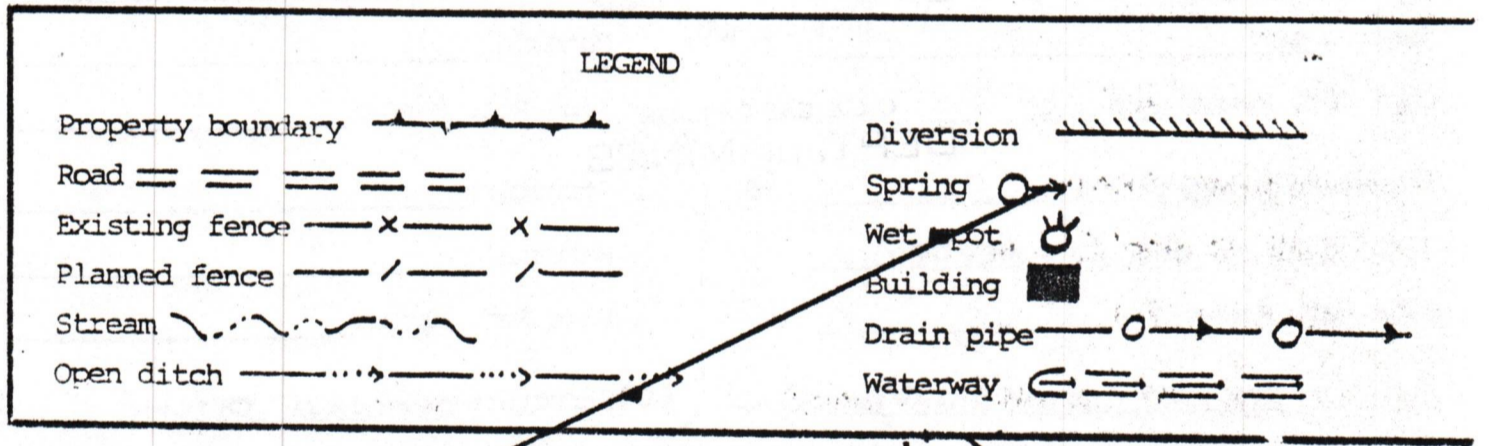 LEGEND
Property boundary
Road
Existing fence
Planned fence
Stream
Open ditch
Diversion
Spring
Wet spot
Building
Drain pipe
Waterway